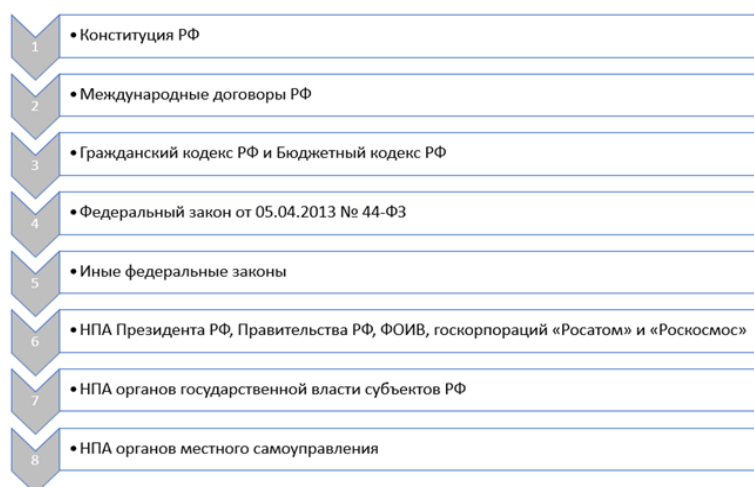 1
• Конституция РФ
2
• Международные договоры РФ
3
• Гражданский кодекс РФ и Бюджетный кодекс РФ
4
• Федеральный закон от 05.04.2013 № 44-ФЗ
5
• Иные федеральные законы
6
• НПА Президента РФ, Правительства РФ, ФОИВ, госкорпораций «Росатом» и «Роскосмос»
7
• НПА органов государственной власти субъектов РФ
8
• НПА органов местного самоуправления